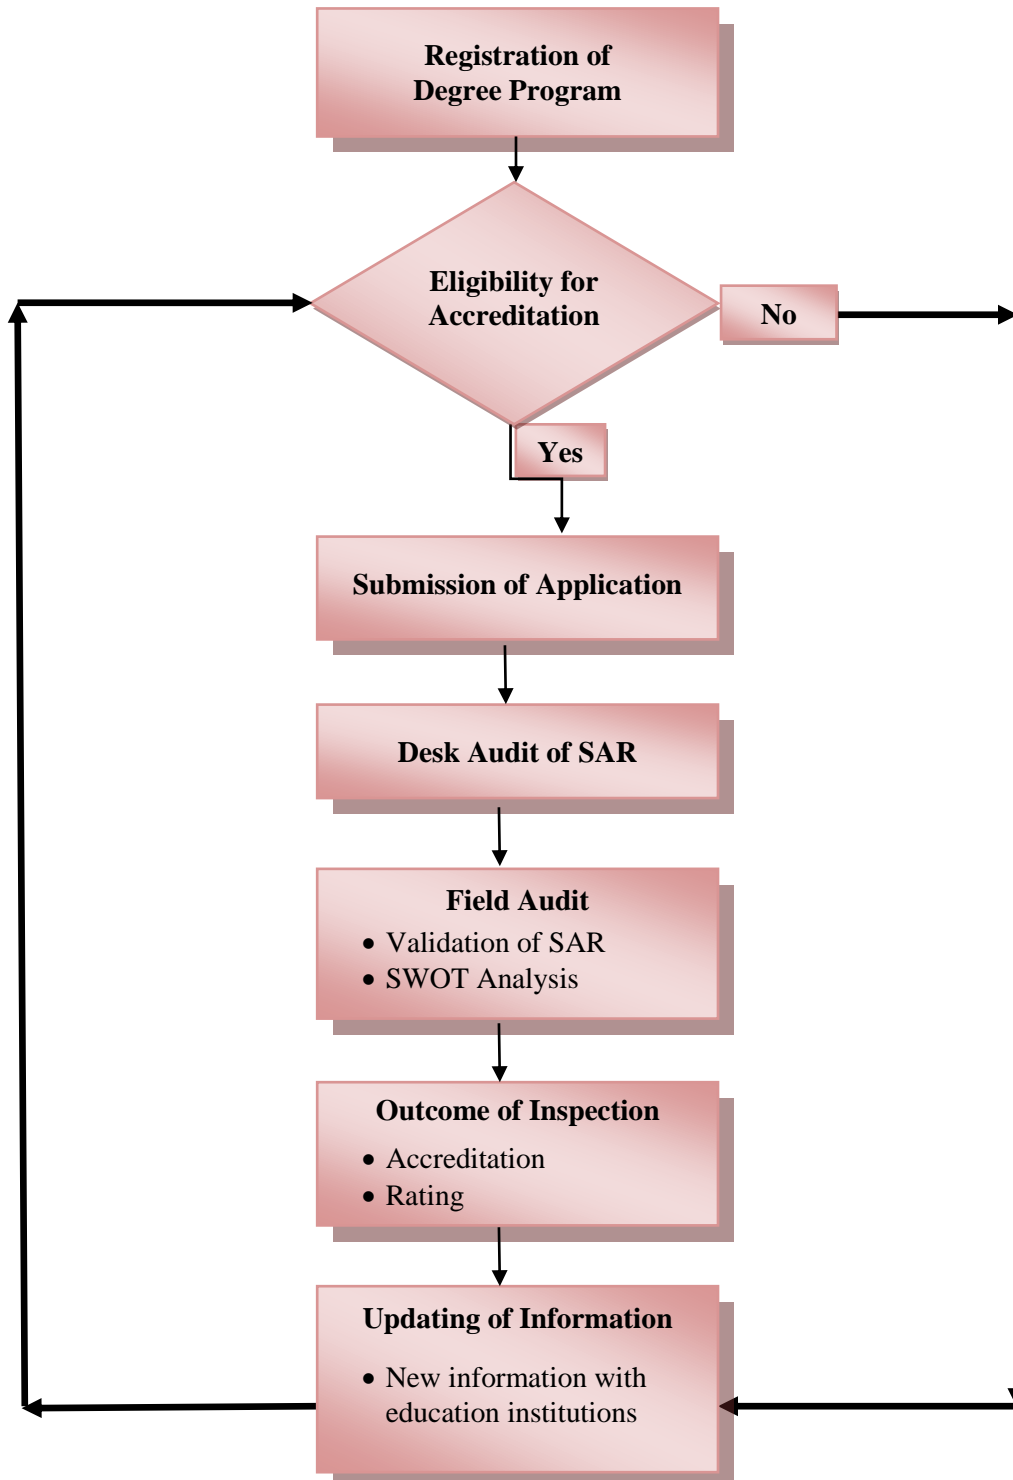 Registration of
Degree Program
Eligibility for
Accreditation
No
Yes
Submission of Application
Desk Audit of SAR
Field Audit
• Validation of SAR
• SWOT Analysis
Outcome of Inspection
• Accreditation
• Rating
Updating of Information
• New information with
education institutions